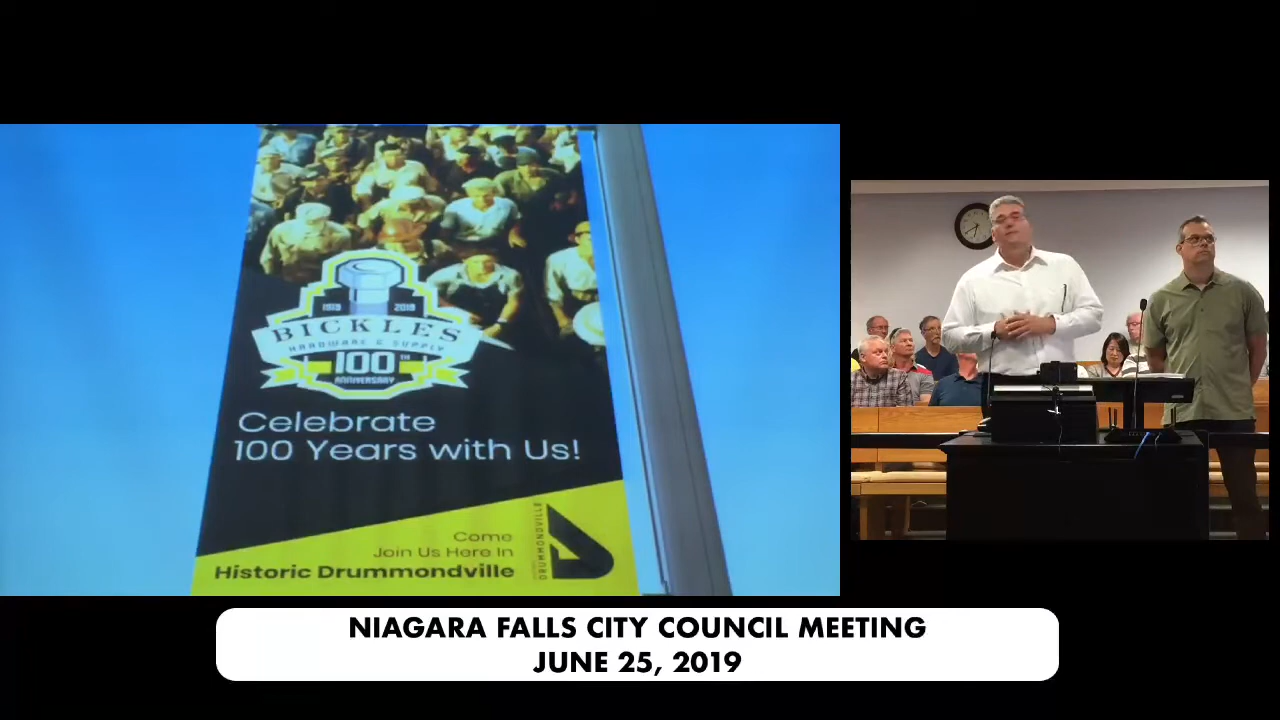 1919 2019
BICKLES
HARDWARE & SUPPLY
100TH
ANNIVERSARY
Celebrate
100 Years with Us!
Come
Join Us Here In
Historic Drummondville
DRUMMONDVILLE
NIAGARA FALLS CITY COUNCIL MEETING
JUNE 25, 2019